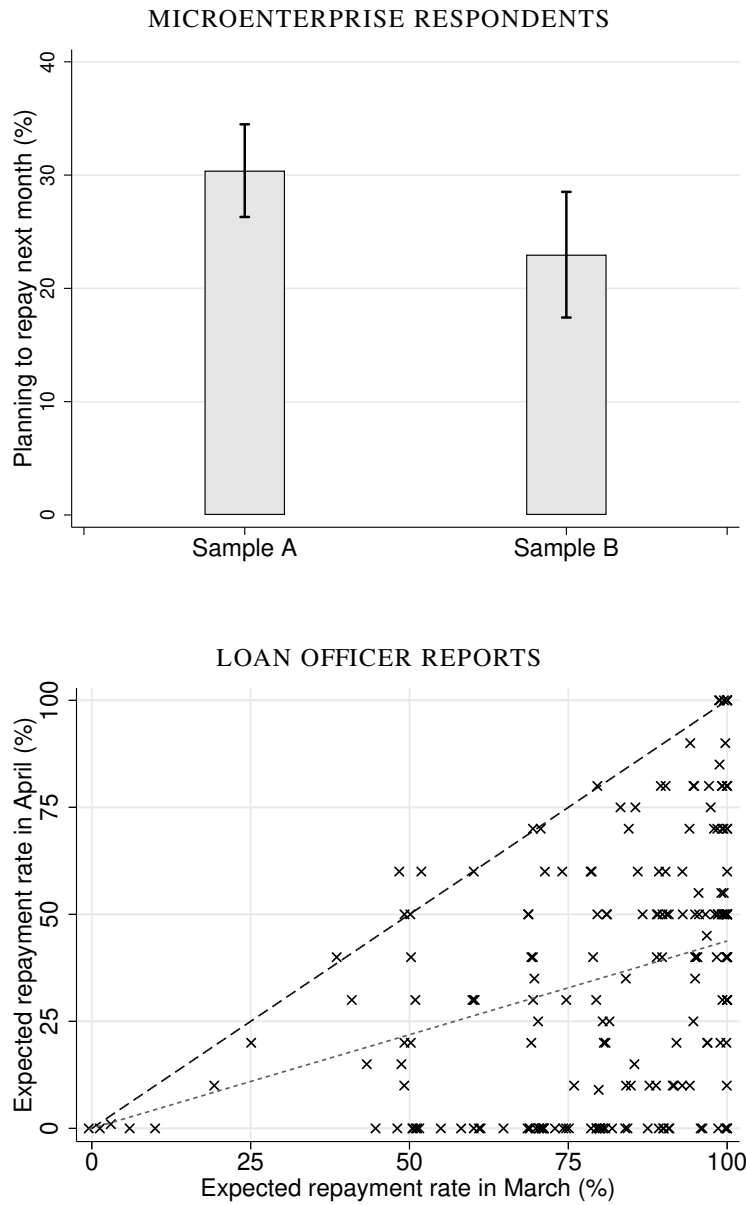 MICROENTERPRISE RESPONDENTS
Planning to repay next month (%)
40
30
20
10
0
Sample A
Sample B
LOAN OFFICER REPORTS
Expected repayment rate in April (%)
100
75
50
25
0
0 25 50 75 100
Expected repayment rate in March (%)